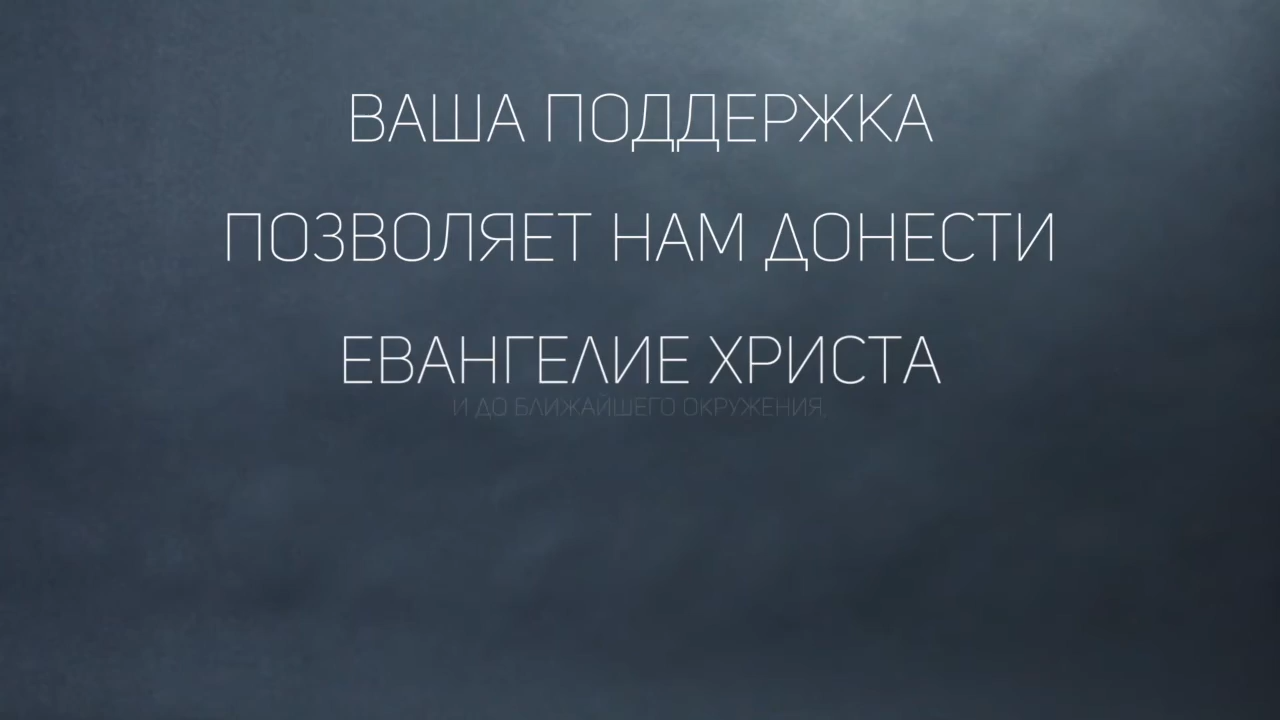 ВАША ПОДДЕРЖКА
ПОЗВОЛЯЕТ НАМ ДОНЕСТИ
ЕВАНГЕЛИЕ ХРИСТА
И ДО БЛИЖАЙШЕГО ОКРУЖЕНИЯ,